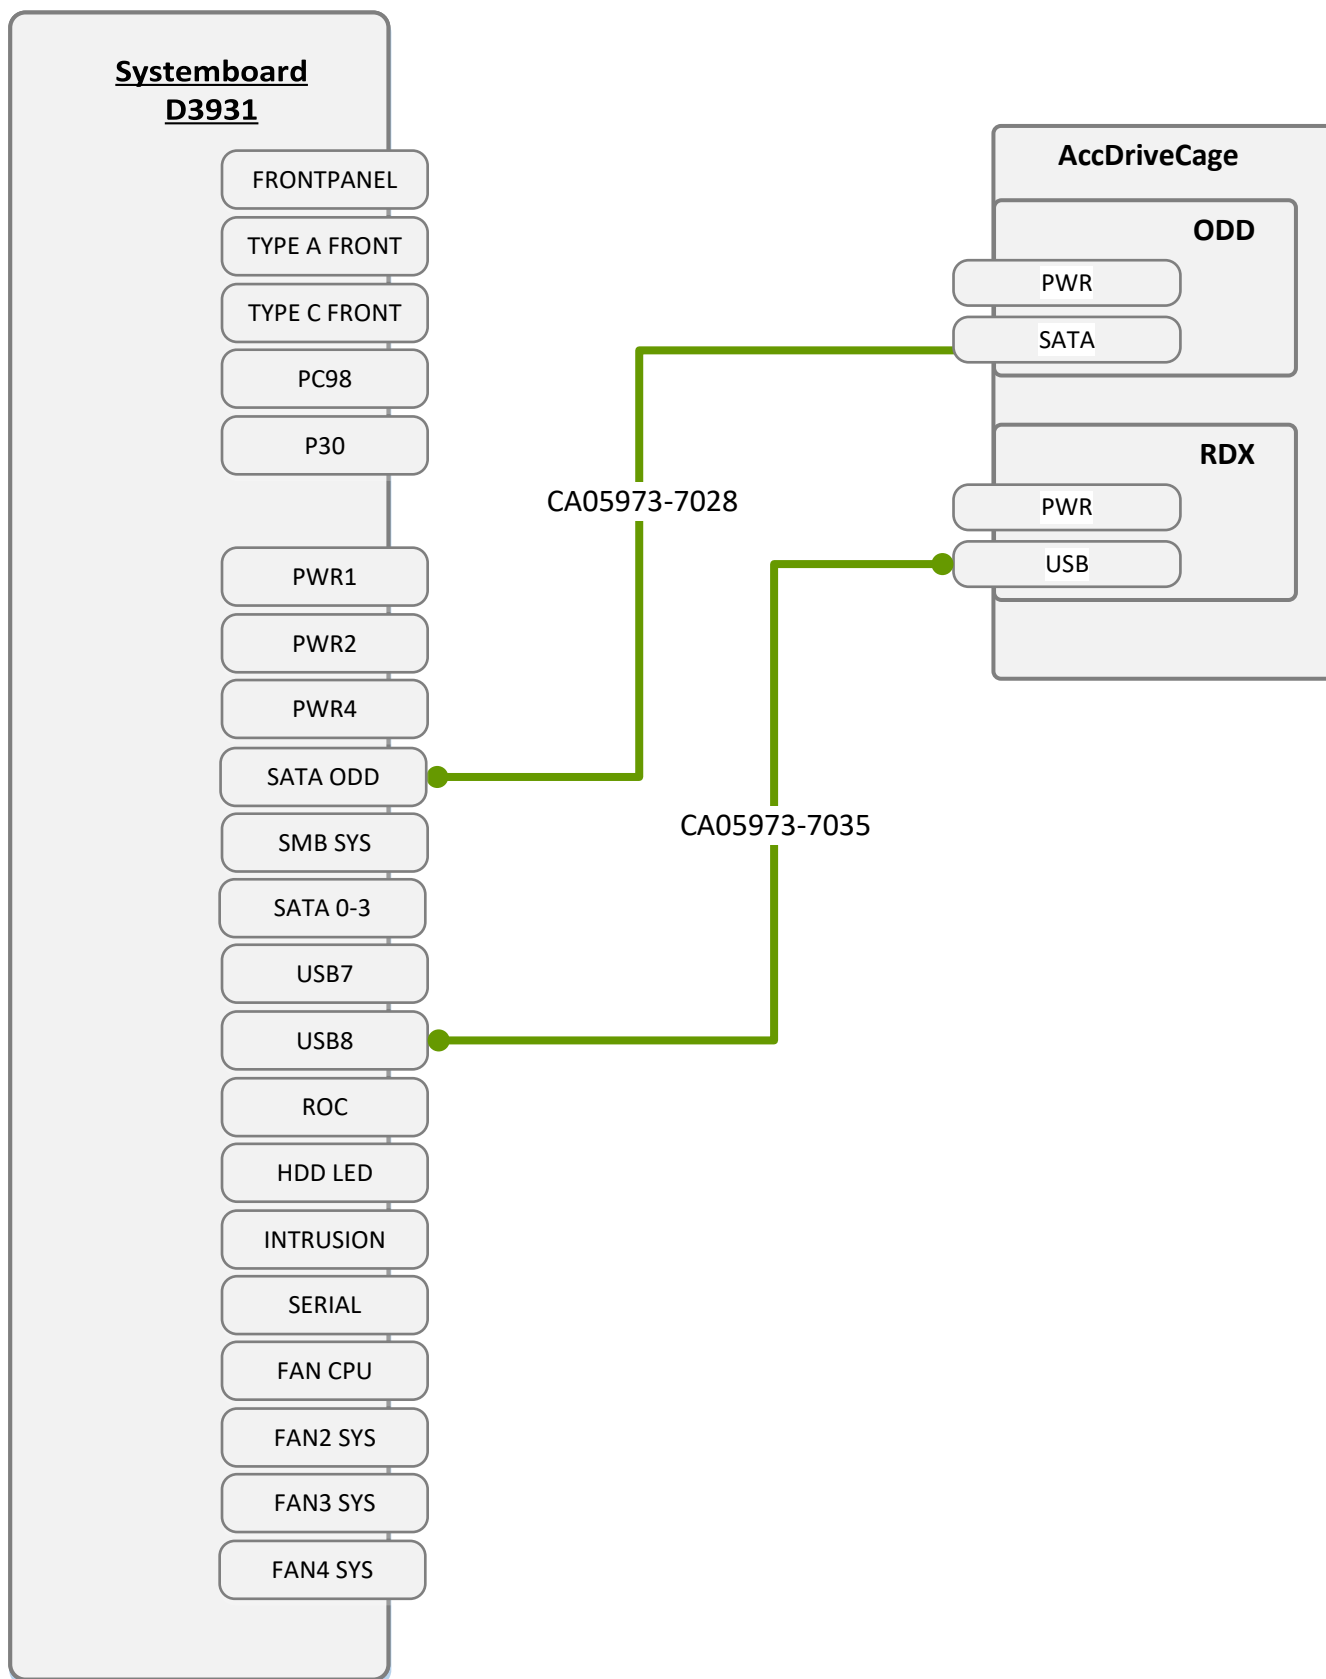 Systemboard
D3931
FRONTPANEL
TYPE A FRONT
TYPE C FRONT
PC98
P30
PWR1
PWR2
PWR4
SATA ODD
SMB SYS
SATA 0-3
USB7
USB8
ROC
HDD LED
INTRUSION
SERIAL
FAN CPU
FAN2 SYS
FAN3 SYS
FAN4 SYS
CA05973-7028
CA05973-7035
AccDriveCage
ODD
PWR
SATA
RDX
PWR
USB